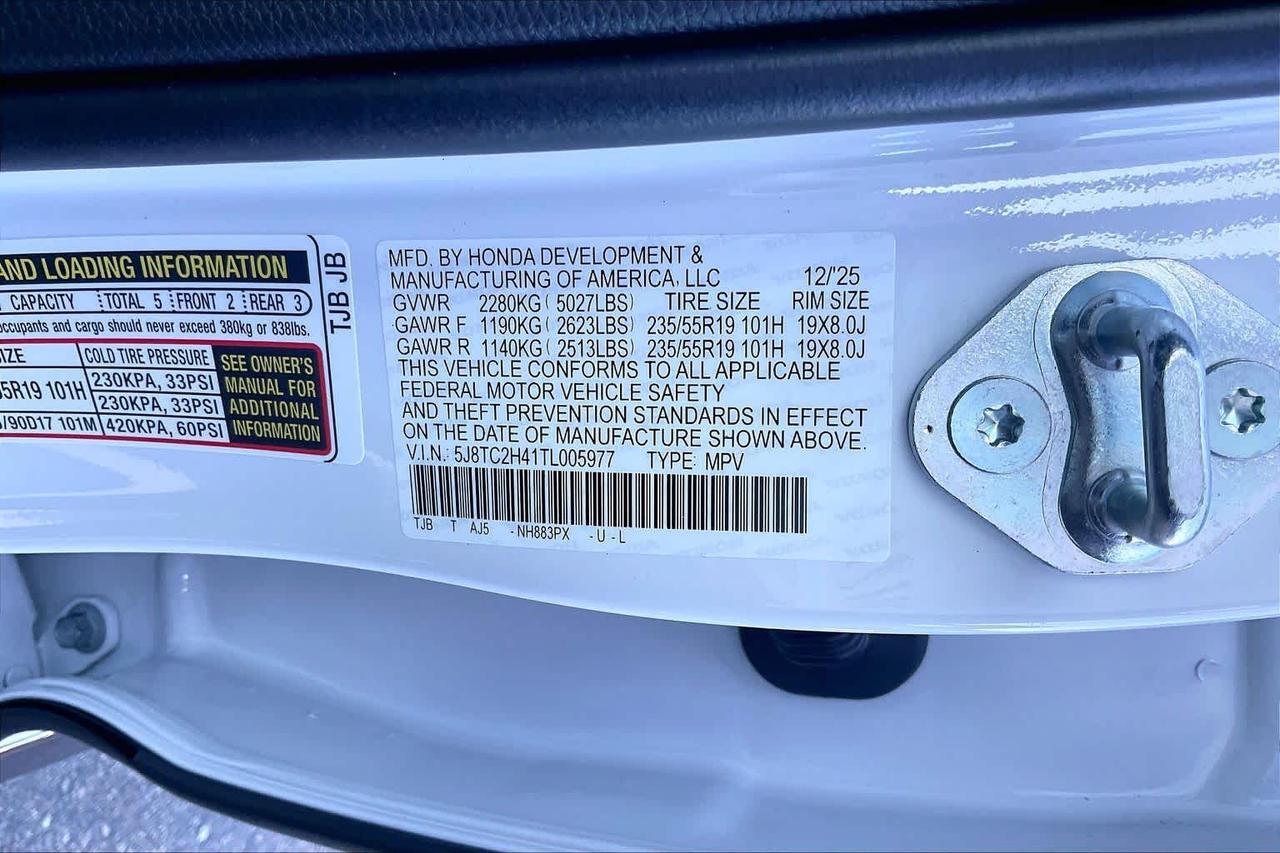 AND LOADING INFORMATION
CAPACITY TOTAL 5 FRONT 2 REAR 3
occupants and cargo should never exceed 380kg or 838lbs.
SIZE COLD TIRE PRESSURE
5R19 101H 230KPA, 33PSI
230KPA, 33PSI
/90D17 101M 420KPA, 60PSI
SEE OWNER'S
MANUAL FOR
ADDITIONAL
INFORMATION
TJB JB
MFD. BY HONDA DEVELOPMENT &
MANUFACTURING OF AMERICA, LLC 12/'25
GVWR 2280KG ( 5027LBS) TIRE SIZE RIM SIZE
GAWR F 1190KG ( 2623LBS) 235/55R19 101H 19X8.0J
GAWR R 1140KG ( 2513LBS) 235/55R19 101H 19X8.0J
THIS VEHICLE CONFORMS TO ALL APPLICABLE
FEDERAL MOTOR VEHICLE SAFETY
AND THEFT PREVENTION STANDARDS IN EFFECT
ON THE DATE OF MANUFACTURE SHOWN ABOVE.
V.I.N.: 5J8TC2H41TL005977 TYPE: MPV
TJB T AJ5 -NH883PX -U-L